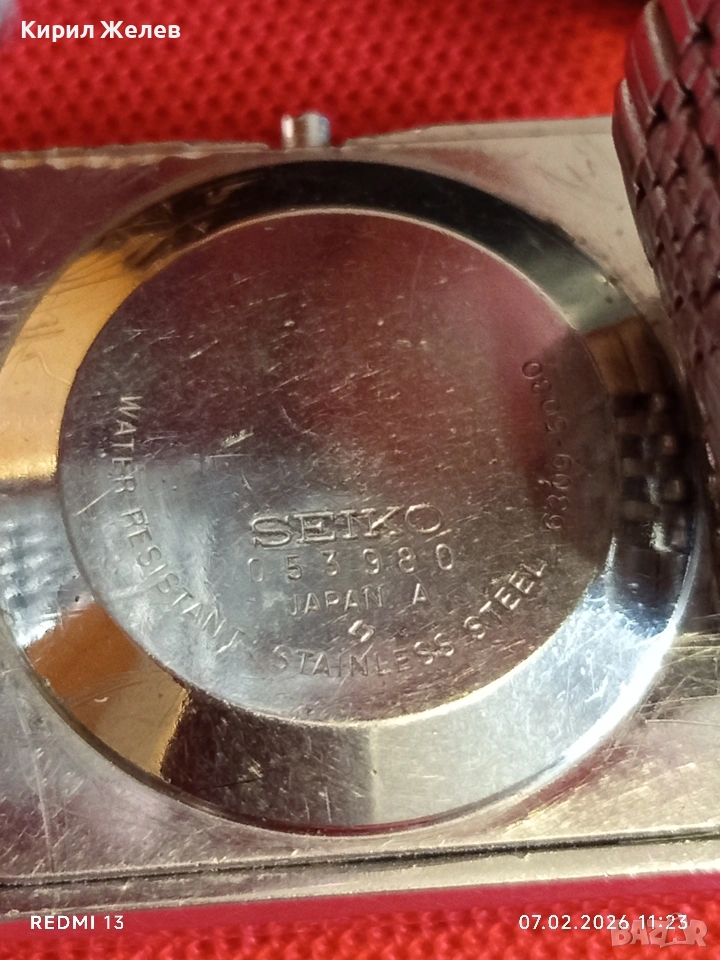 Кирил Желев
SEIKO
053980
JAPAN A
5
WATER RESISTANT STAINLESS STEEL 6309-5080
REDMI 13
07.02.2026 11:23
BAZAR